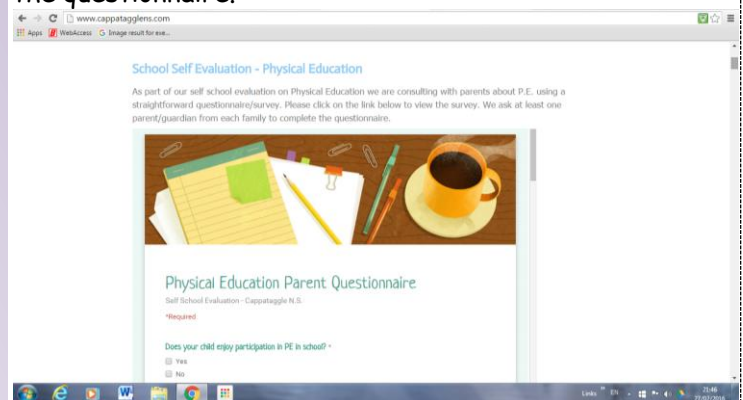 The questionnaire.
www.cappatagglens.com
Apps WebAccess Image result for exe...
School Self Evaluation - Physical Education
As part of our self school evaluation on Physical Education we are consulting with parents about P.E. using a
straightforward questionnaire/survey. Please click on the link below to view the survey. We ask at least one
parent/guardian from each family to complete the questionnaire.
Physical Education Parent Questionnaire
Self School Evaluation - Cappataggle N.S.
*Required
Does your child enjoy participation in PE in school? *
Yes
No
Links EN 21:46
27/02/2016